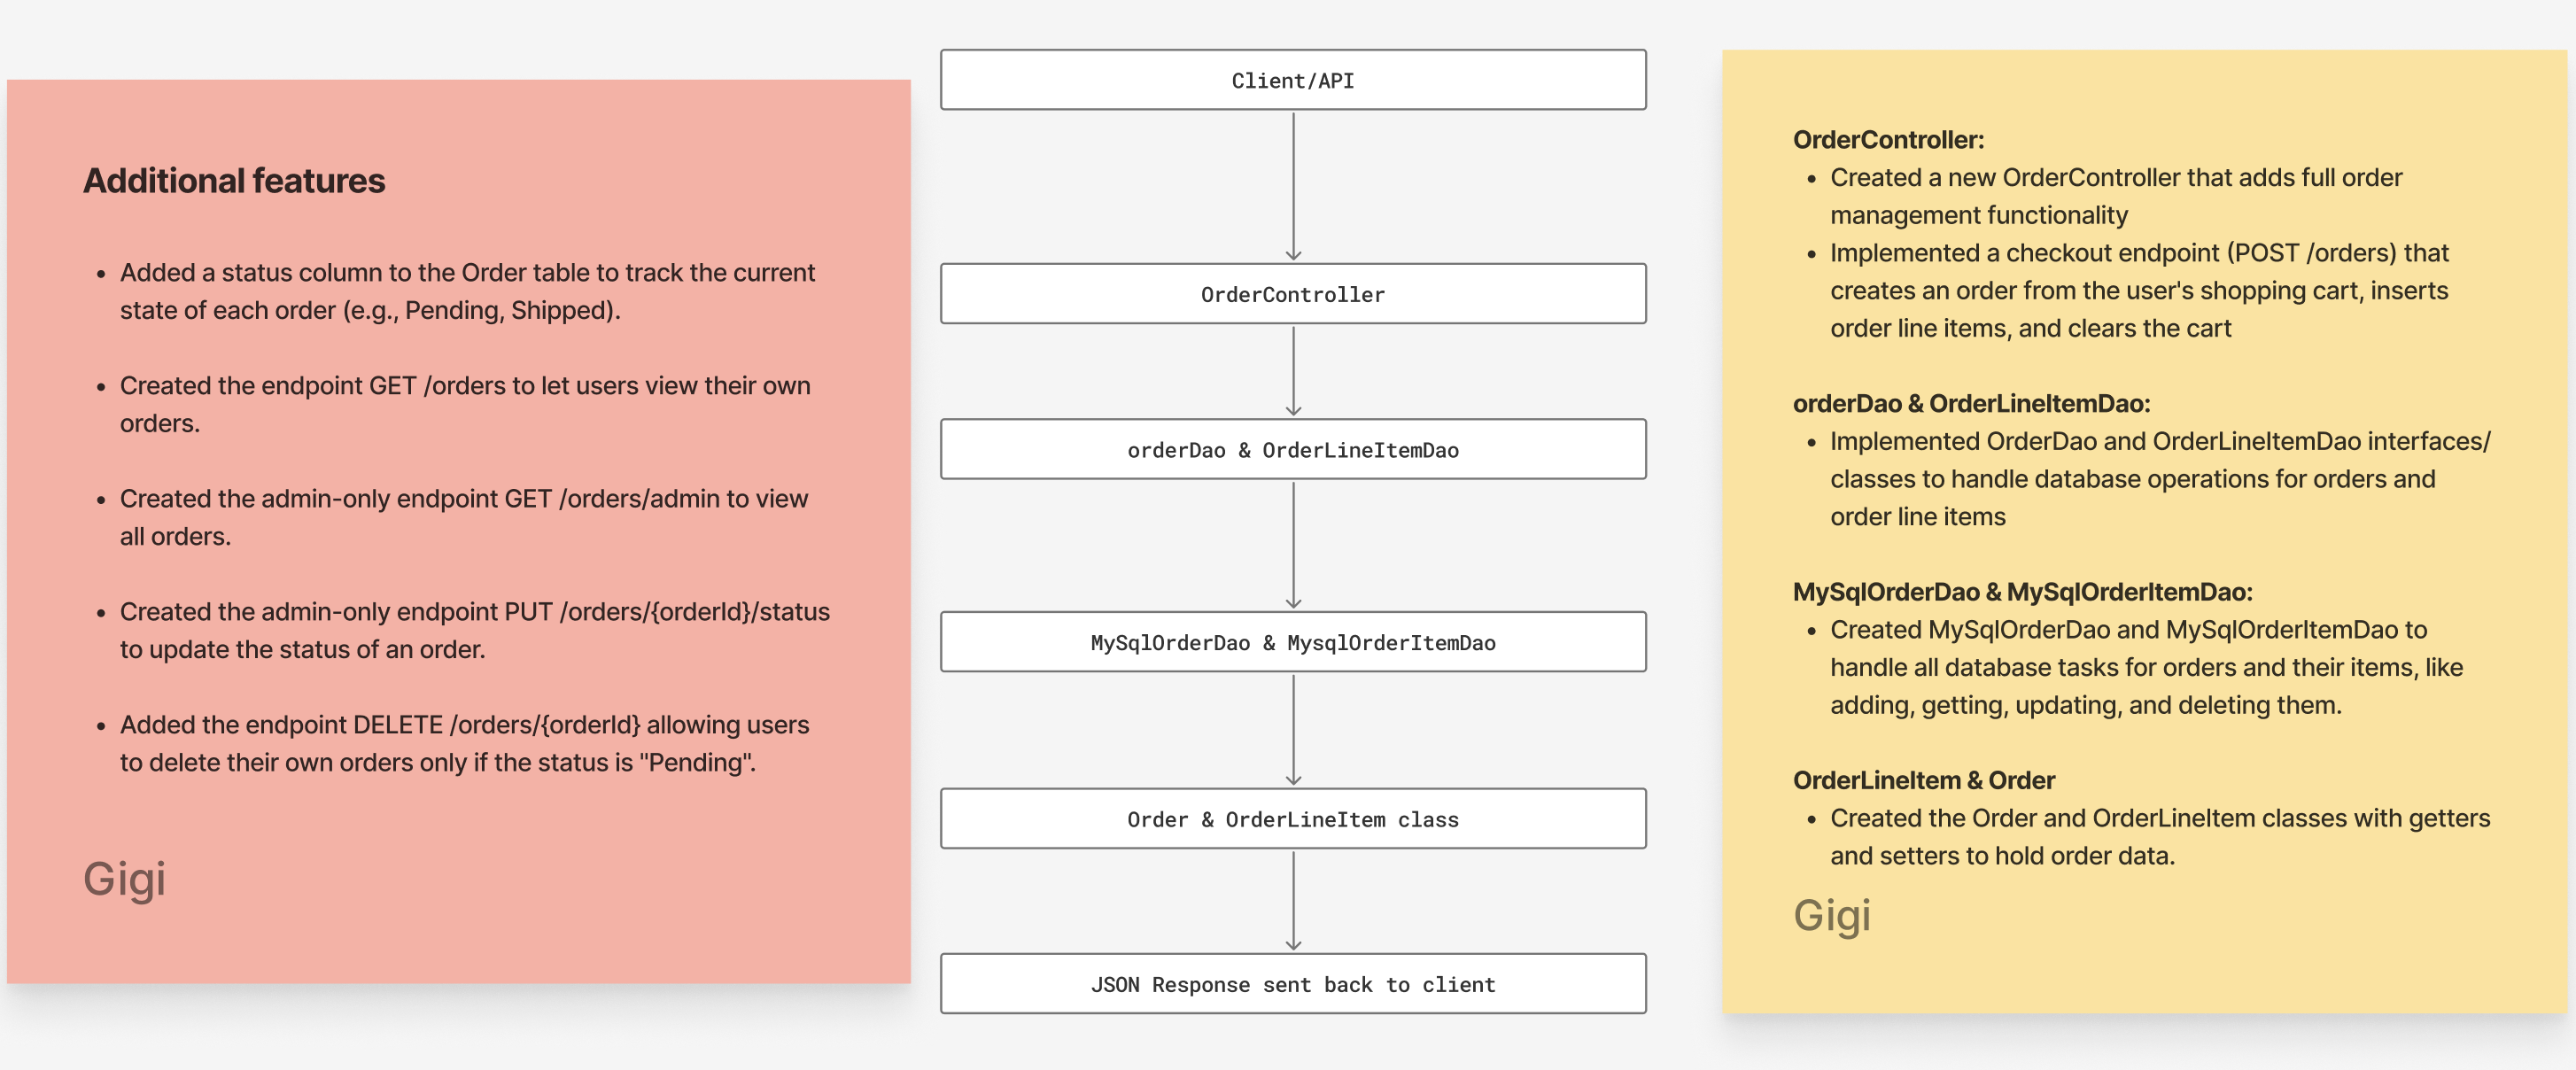 Additional features
• Added a status column to the Order table to track the current
state of each order (e.g., Pending, Shipped).
• Created the endpoint GET /orders to let users view their own
orders.
• Created the admin-only endpoint GET /orders/admin to view
all orders.
• Created the admin-only endpoint PUT /orders/{orderId}/status
to update the status of an order.
• Added the endpoint DELETE /orders/{orderId} allowing users
to delete their own orders only if the status is "Pending".
Gigi
Client/API
OrderController
orderDao & OrderLineItemDao
MySqlOrderDao & MysqlOrderItemDao
Order & OrderLineItem class
JSON Response sent back to client
OrderController:
• Created a new OrderController that adds full order
management functionality
• Implemented a checkout endpoint (POST /orders) that
creates an order from the user's shopping cart, inserts
order line items, and clears the cart
orderDao & OrderLineItemDao:
• Implemented OrderDao and OrderLineItemDao interfaces/
classes to handle database operations for orders and
order line items
MySqlOrderDao & MySqlOrderItemDao:
• Created MySqlOrderDao and MySqlOrderItemDao to
handle all database tasks for orders and their items, like
adding, getting, updating, and deleting them.
OrderLineItem & Order
• Created the Order and OrderLineItem classes with getters
and setters to hold order data.
Gigi